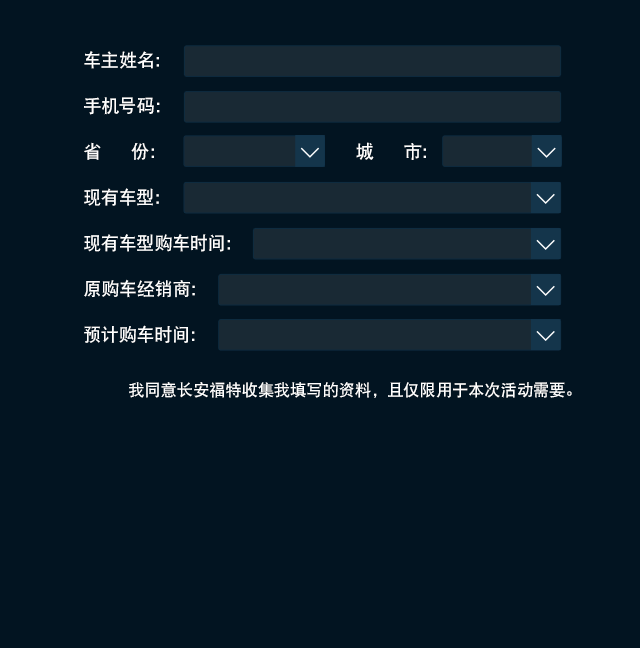 车主姓名:
手机号码:
省 份: 城 市:
现有车型:
现有车型购车时间:
原购车经销商:
预计购车时间:
我同意长安福特收集我填写的资料，且仅限用于本次活动需要。